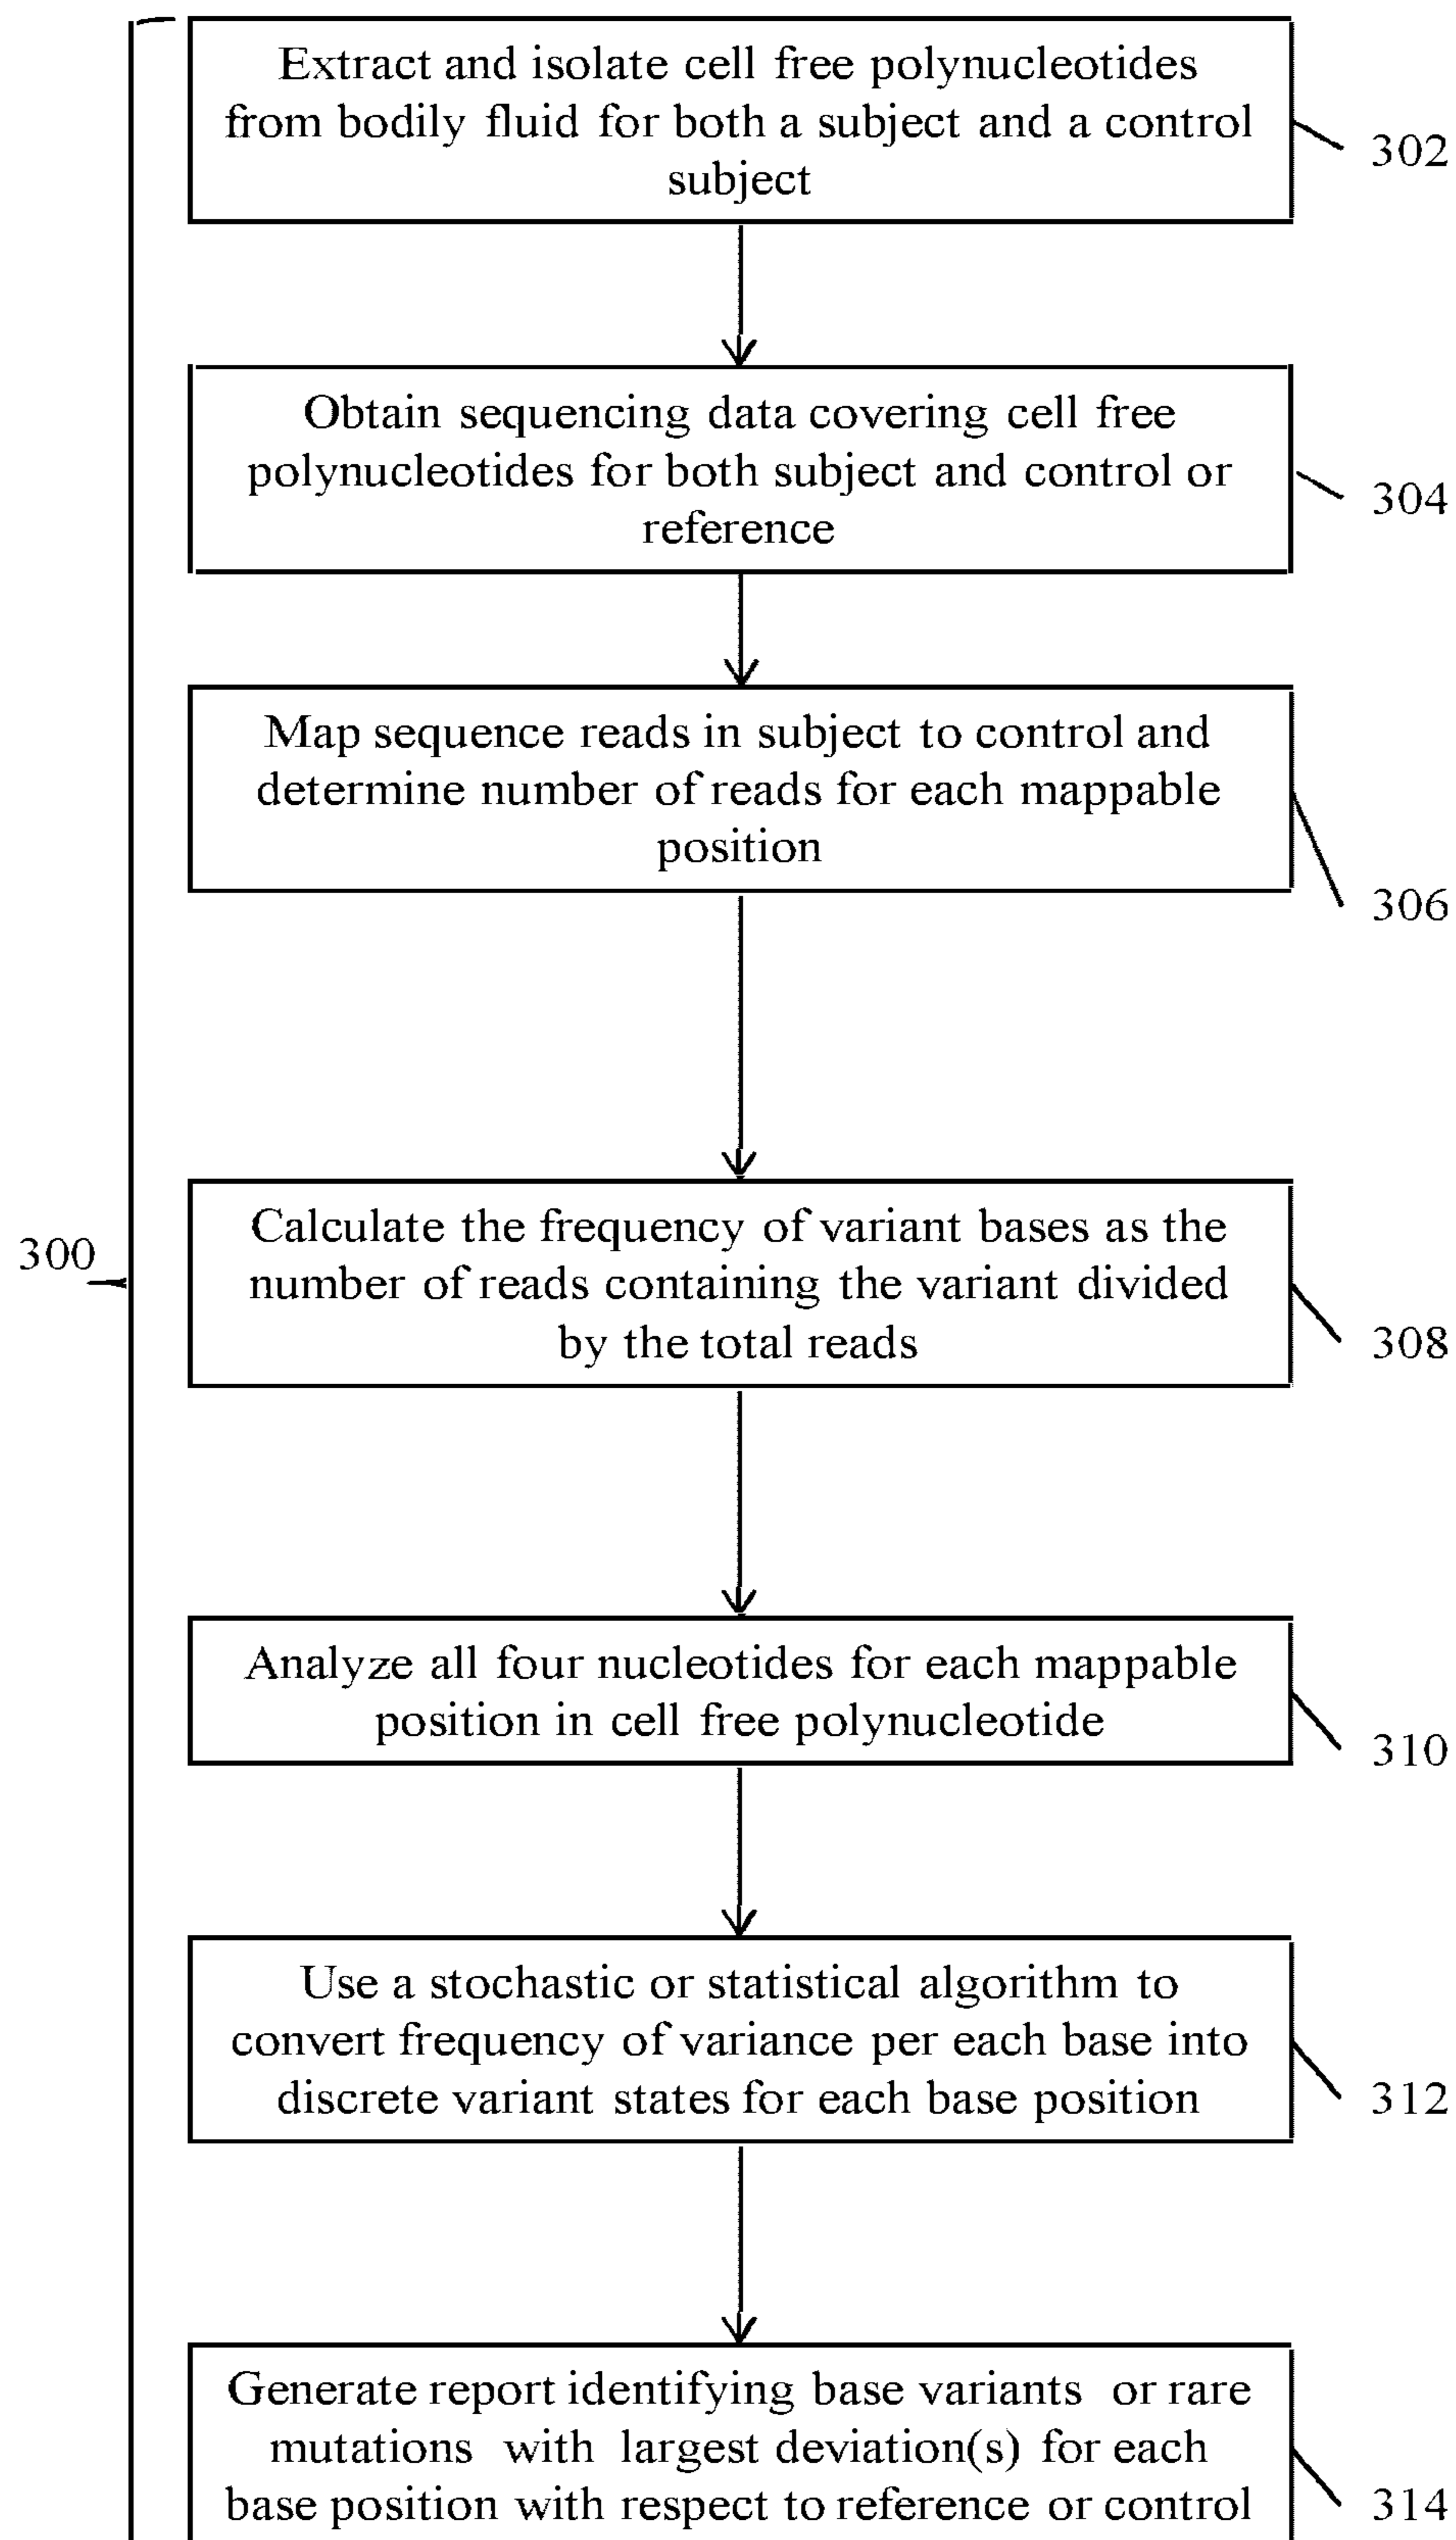 Extract and isolate cell free polynucleotides
from bodily fluid for both a subject and a control
subject
302
Obtain sequencing data covering cell free
polynucleotides for both subject and control or
reference
304
Map sequence reads in subject to control and
determine number of reads for each mappable
position
306
300
Calculate the frequency of variant bases as the
number of reads containing the variant divided
by the total reads
308
Analyze all four nucleotides for each mappable
position in cell free polynucleotide
310
Use a stochastic or statistical algorithm to
convert frequency of variance per each base into
discrete variant states for each base position
312
Generate report identifying base variants or rare
mutations with largest deviation(s) for each
base position with respect to reference or control
314